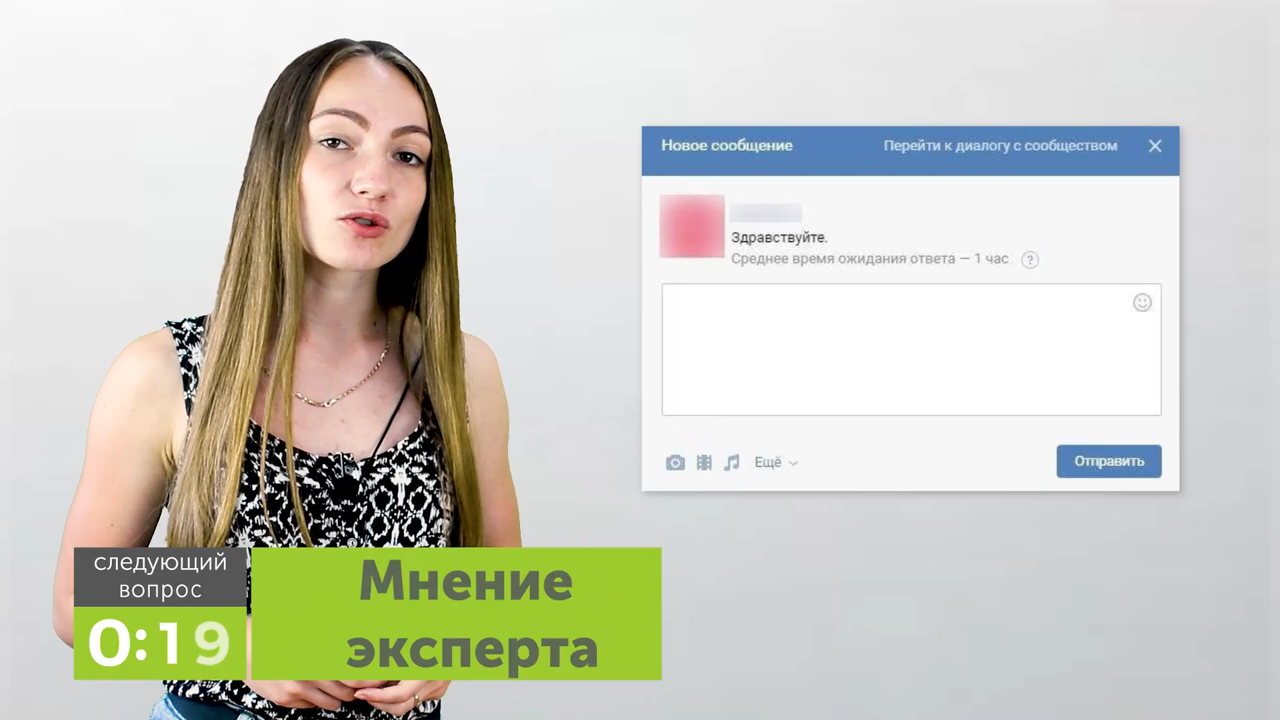 Новое сообщение
Перейти к диалогу с сообществом
Здравствуйте.
Среднее время ожидания ответа — 1 час
?
Ещё
Отправить
следующий
вопрос
0:19
Мнение
эксперта